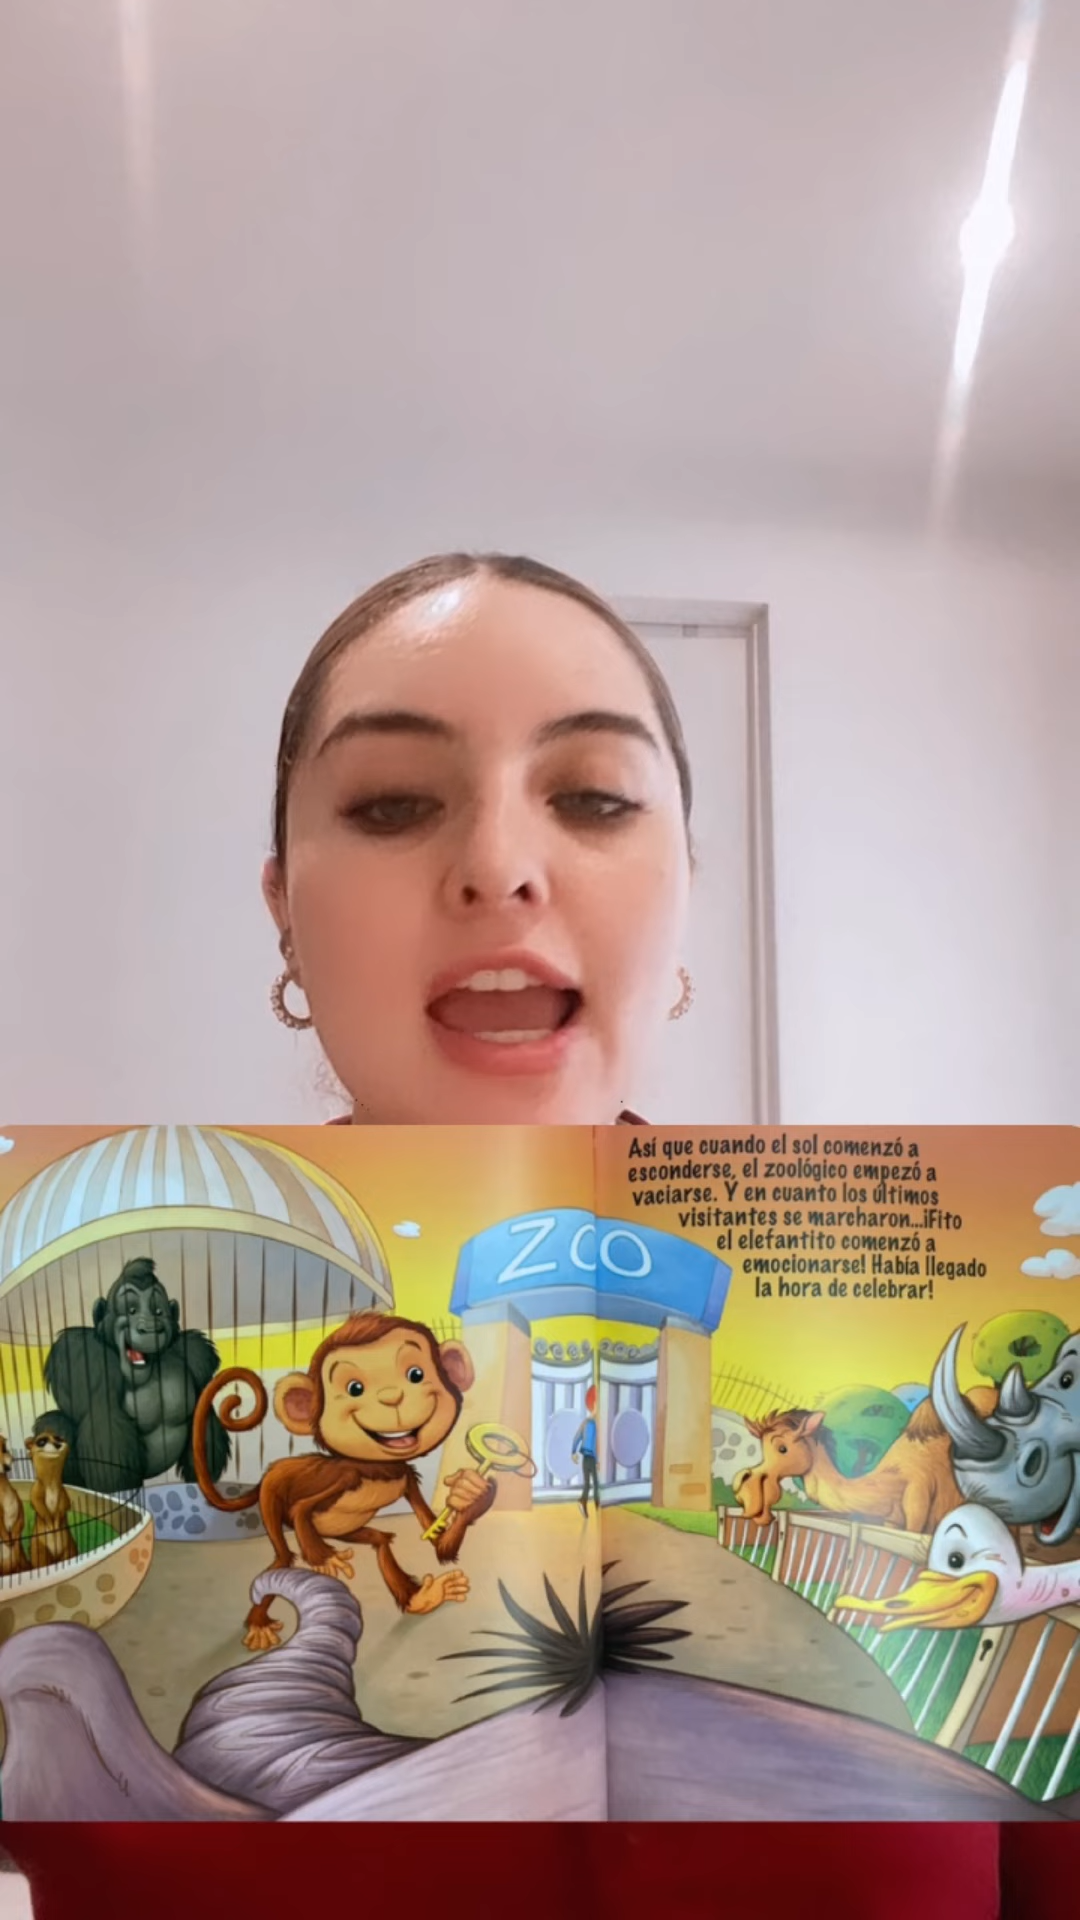 Así que cuando el sol comenzó a
esconderse, el zoológico empezó a
vaciarse. Y en cuanto los últimos
visitantes se marcharon...¡Fito
el elefantito comenzó a
emocionarse! Había llegado
la hora de celebrar!
ZOO